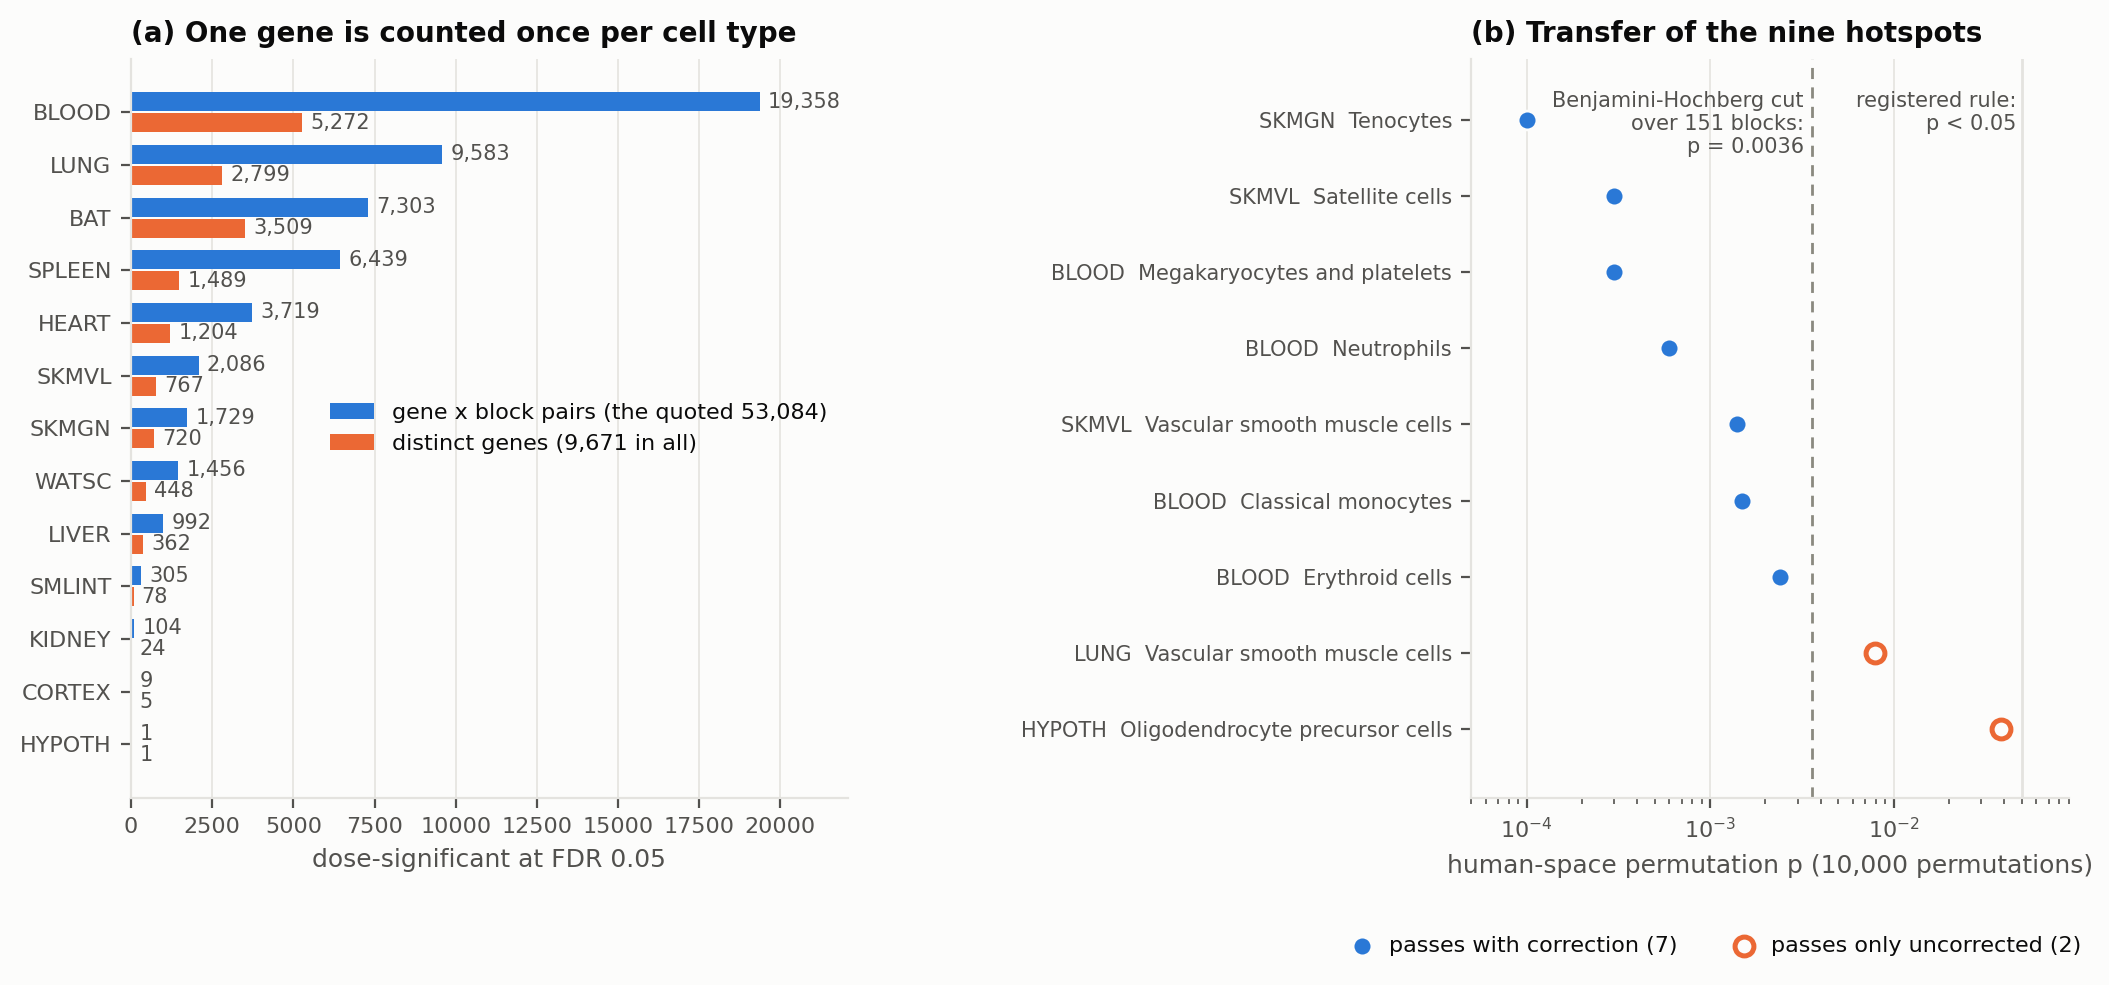 (a) One gene is counted once per cell type
BLOOD
19,358
5,272
LUNG
9,583
2,799
BAT
7,303
3,509
SPLEEN
6,439
1,489
HEART
3,719
1,204
SKMVL
2,086
767
SKMGN
1,729
720
WATSC
1,456
448
LIVER
992
362
SMLINT
305
78
KIDNEY
104
24
CORTEX
9
5
HYPOTH
1
1
gene x block pairs (the quoted 53,084)
distinct genes (9,671 in all)
0 2500 5000 7500 10000 12500 15000 17500 20000
dose-significant at FDR 0.05
(b) Transfer of the nine hotspots
Benjamini-Hochberg cut
over 151 blocks:
p = 0.0036
registered rule:
p < 0.05
SKMGN Tenocytes
SKMVL Satellite cells
BLOOD Megakaryocytes and platelets
BLOOD Neutrophils
SKMVL Vascular smooth muscle cells
BLOOD Classical monocytes
BLOOD Erythroid cells
LUNG Vascular smooth muscle cells
HYPOTH Oligodendrocyte precursor cells
10⁻⁴ 10⁻³ 10⁻²
human-space permutation p (10,000 permutations)
passes with correction (7)
passes only uncorrected (2)